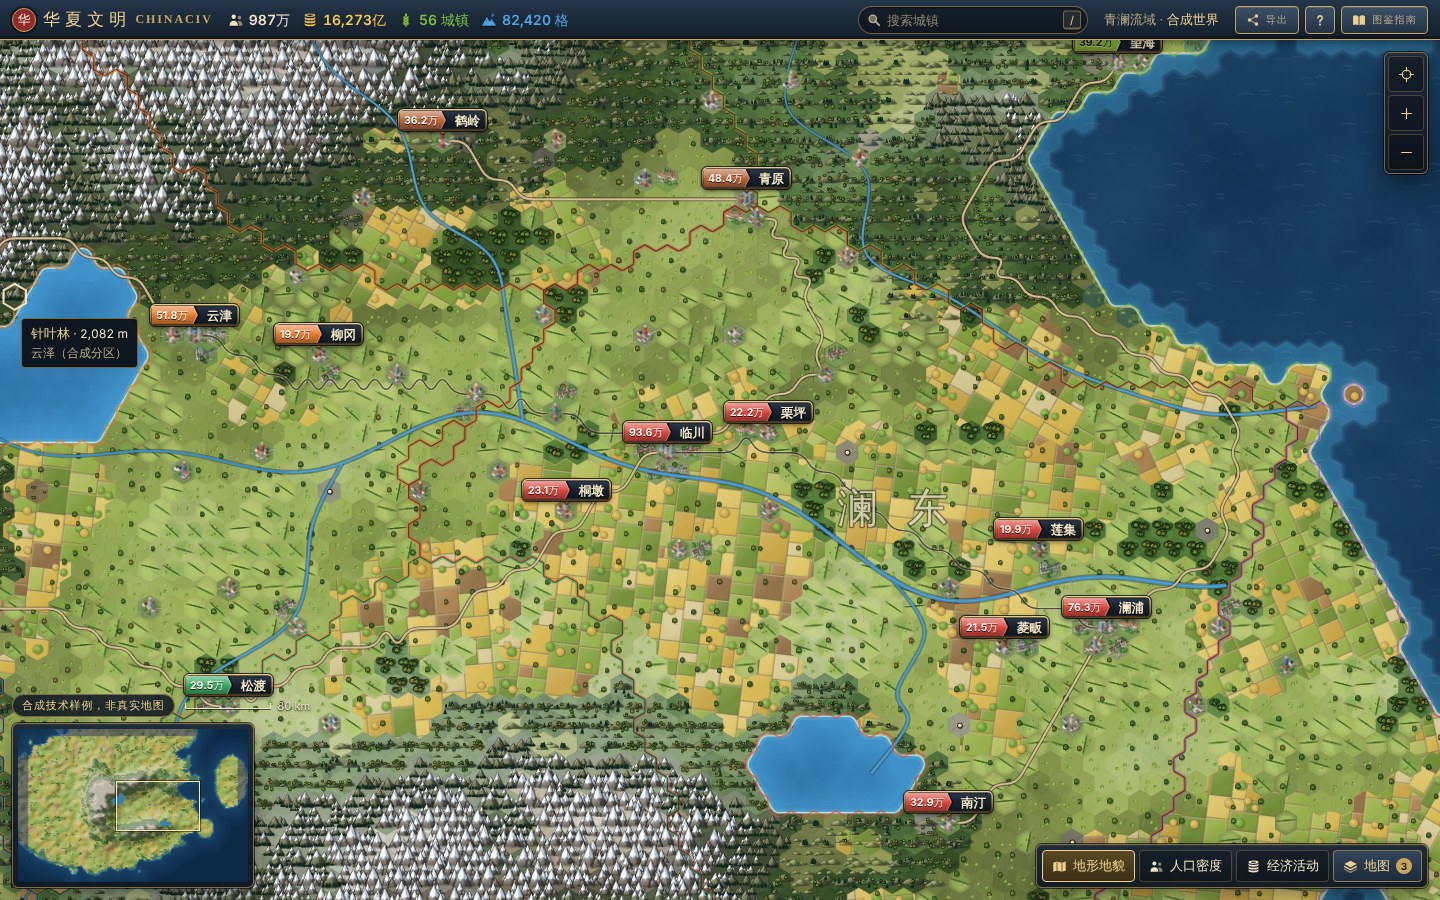 华 华夏文明 CHINACIV 987万 16,273亿 56 城镇 82,420 格 搜索城镇 / 青澜流域 · 合成世界 导出 ? 图鉴指南
39.2万 望海
36.2万 鹤岭
48.4万 青原
51.8万 云津
19.7万 柳冈
针叶林 · 2,082 m
云泽（合成分区）
22.2万 栗坪
93.6万 临川
23.1万 桐墩
澜 东
19.9万 莲集
76.3万 澜浦
21.5万 菱畈
29.5万 松渡
合成技术样例，非真实地图 80 km
32.9万 南汀
地形地貌 人口密度 经济活动 地图 3